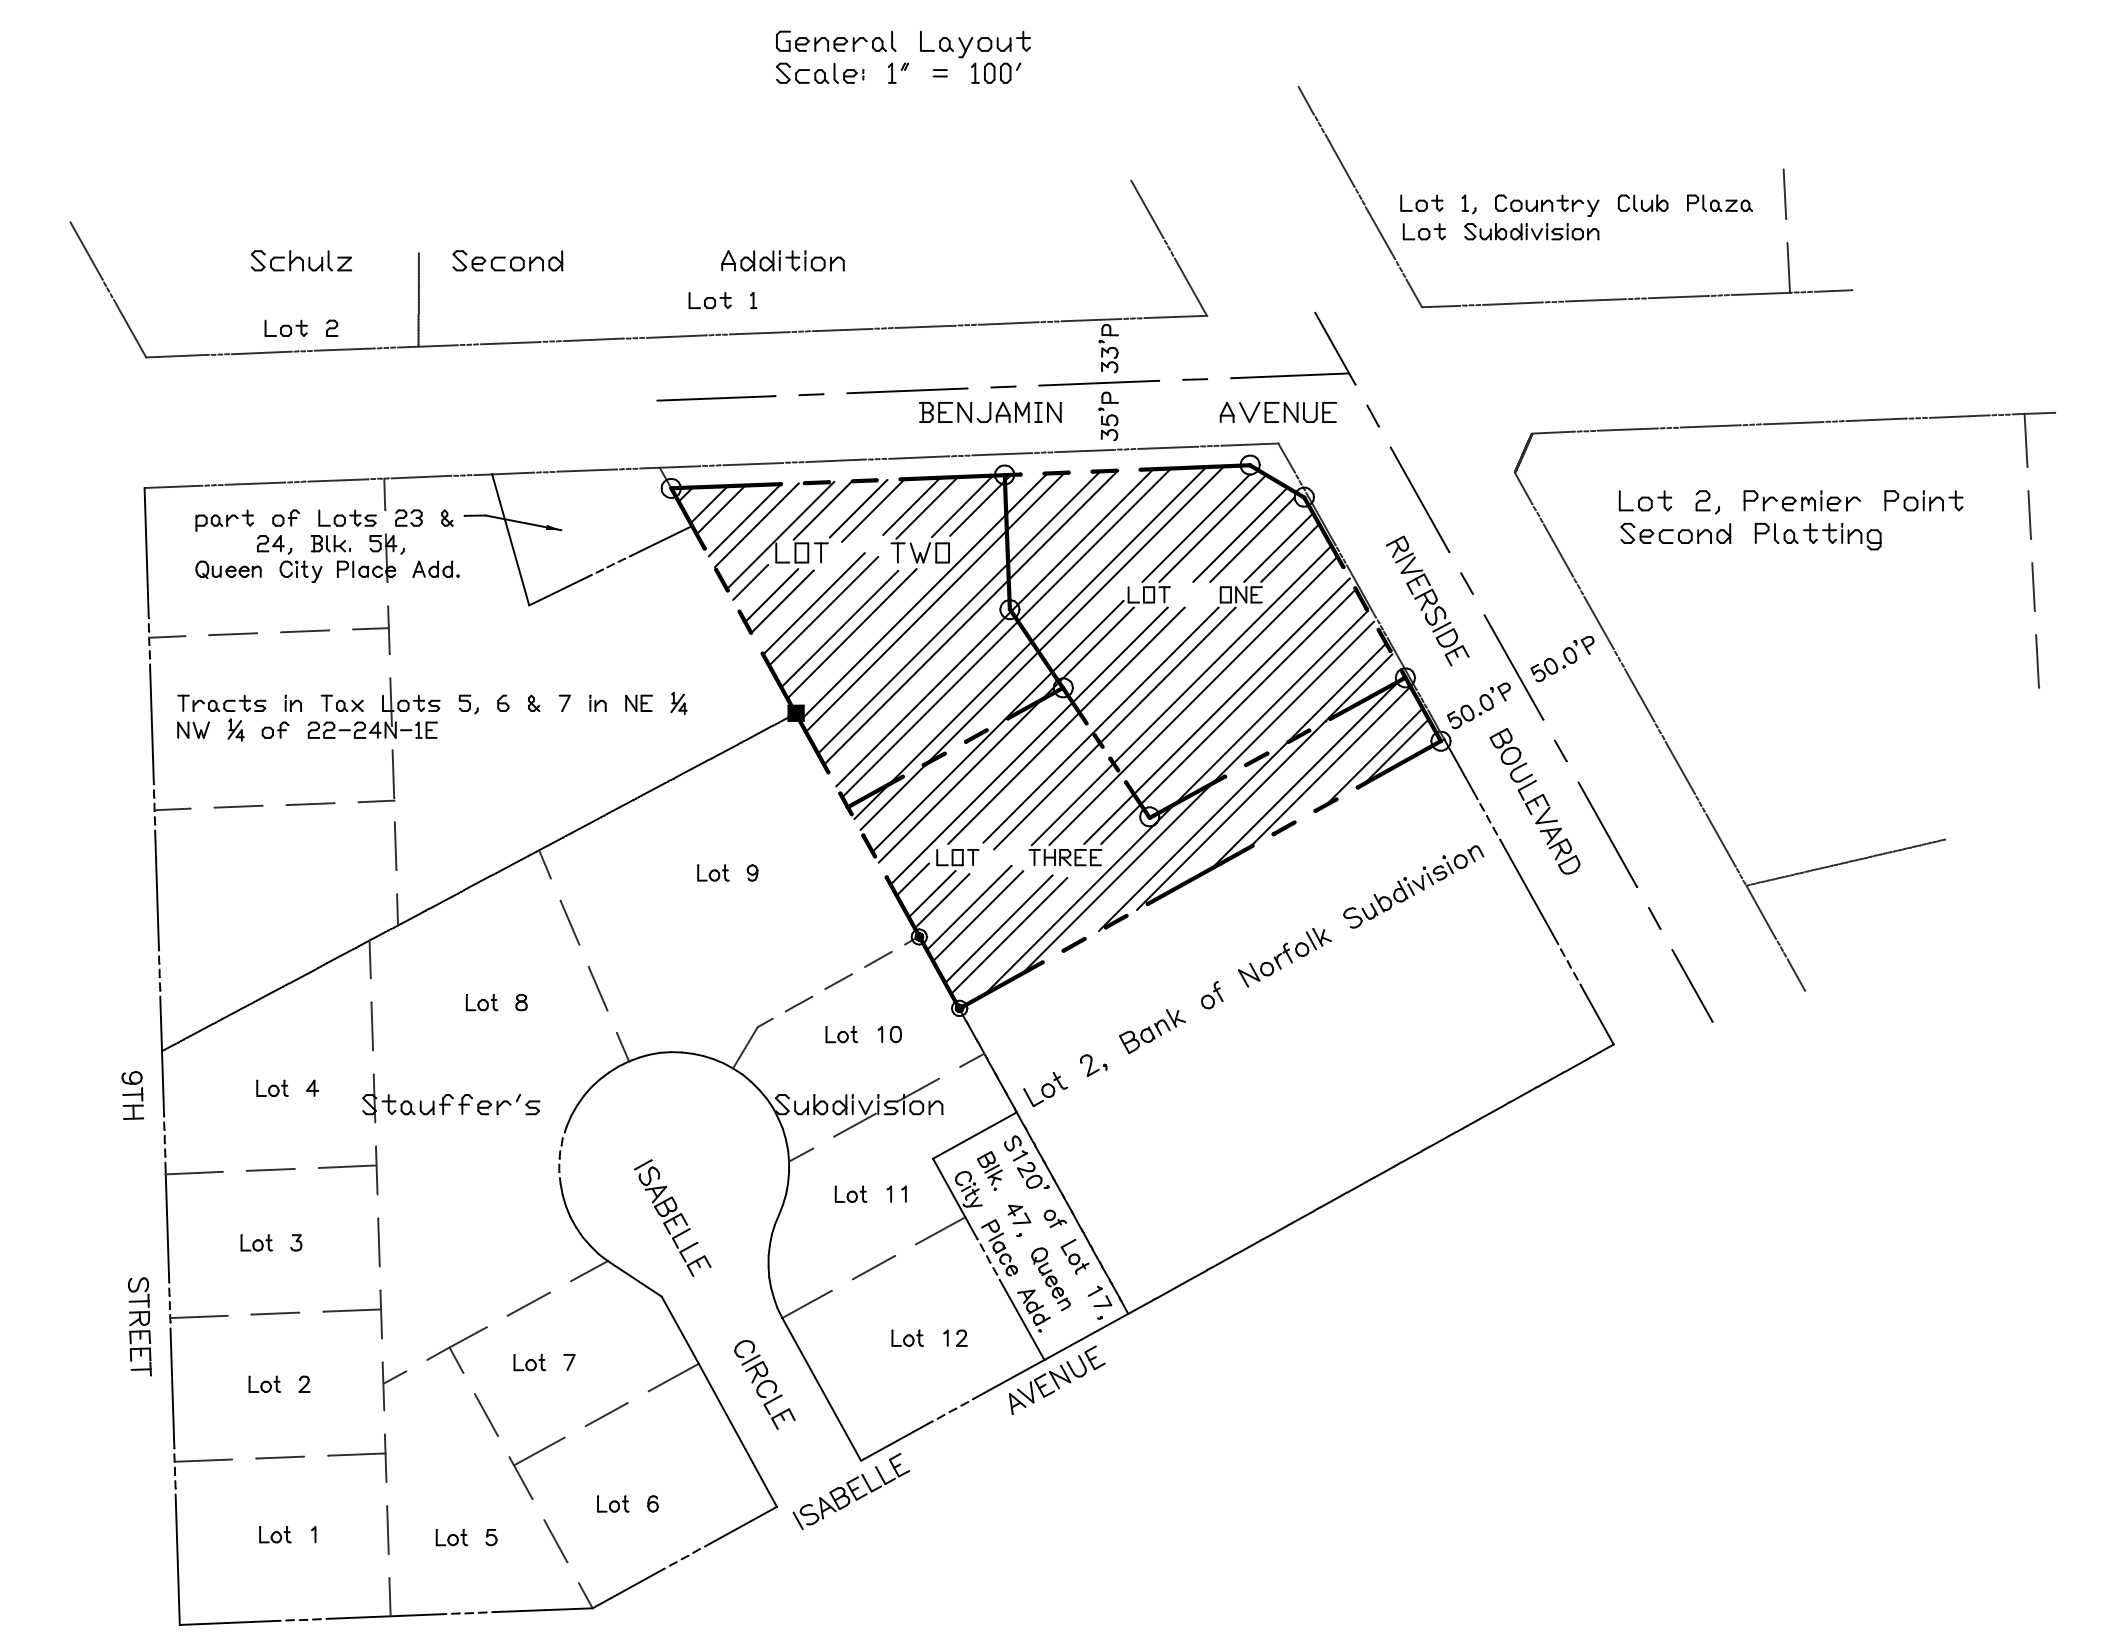 General Layout
Scale: 1" = 100'
Lot 1, Country Club Plaza
Lot Subdivision
Schulz Second Addition
Lot 1
Lot 2
33'P
35'P
BENJAMIN AVENUE
part of Lots 23 &
24, Blk. 54,
Queen City Place Add.
Lot 2, Premier Point
Second Platting
LOT TWO
LOT ONE
RIVERSIDE
BOULEVARD
50.0'P
50.0'P
Tracts in Tax Lots 5, 6 & 7 in NE ¼
NW ¼ of 22-24N-1E
LOT THREE
Lot 9
Lot 2, Bank of Norfolk Subdivision
Lot 8
Lot 10
Lot 4
Stauffer's Subdivision
9TH
STREET
ISABELLE
CIRCLE
Lot 11
S120' of Lot 17,
Blk. 47, Queen
City Place Add.
Lot 3
Lot 12
Lot 7
Lot 2
ISABELLE AVENUE
Lot 6
Lot 1
Lot 5